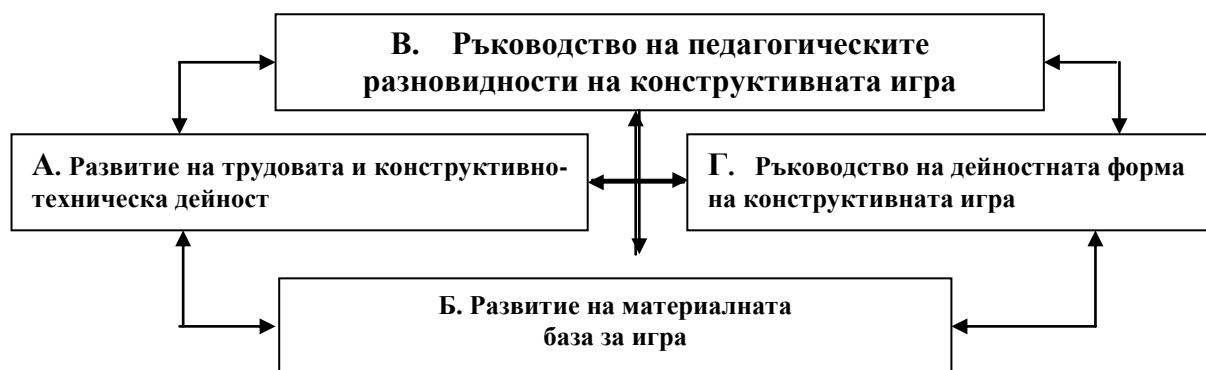 В. Ръководство на педагогическите
разновидности на конструктивната игра
А. Развитие на трудовата и конструктивно-
техническа дейност
Г. Ръководство на дейностната форма
на конструктивната игра
Б. Развитие на материалната
база за игра